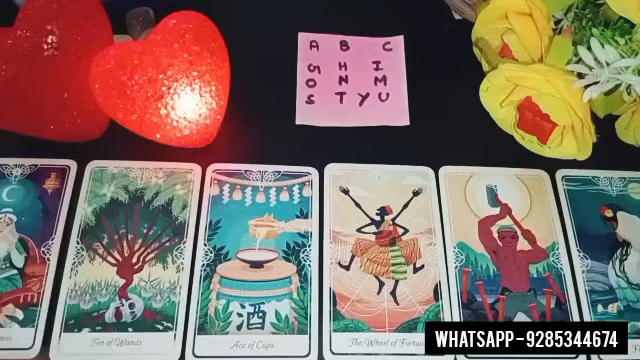 A B C
G H I
O N M
S T Y U
Ten of Wands
Ace of Cups
酒
The Wheel of Fortun
WHATSAPP-9285344674